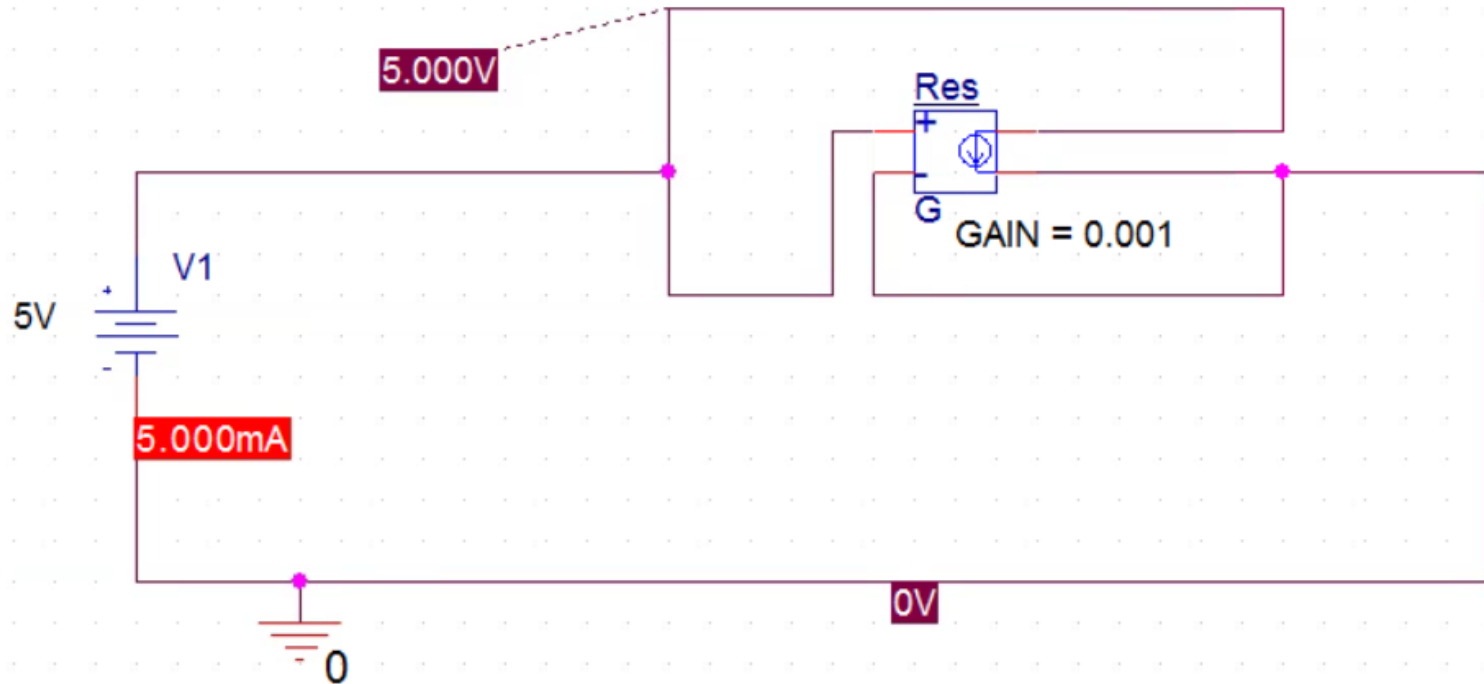 5.000V
Res
+
-
G
GAIN = 0.001
V1
+
5V
-
5.000mA
0V
0